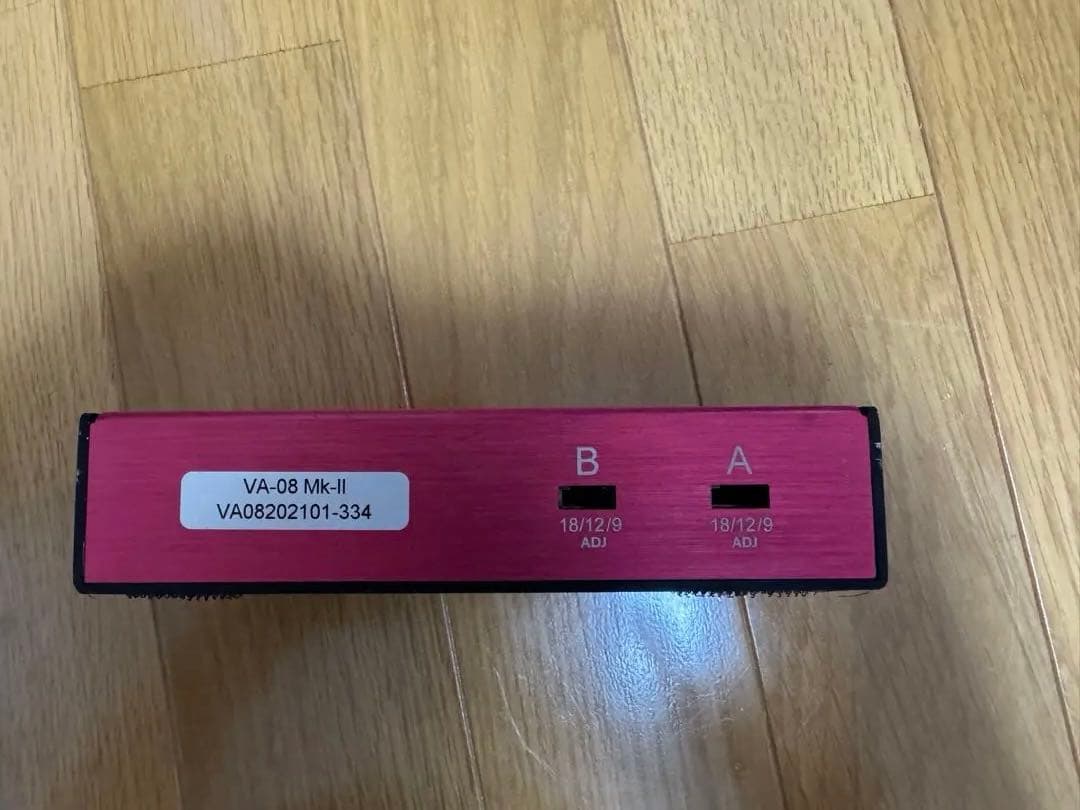 VA-08 Mk-II
VA08202101-334
B
18/12/9
ADJ
A
18/12/9
ADJ